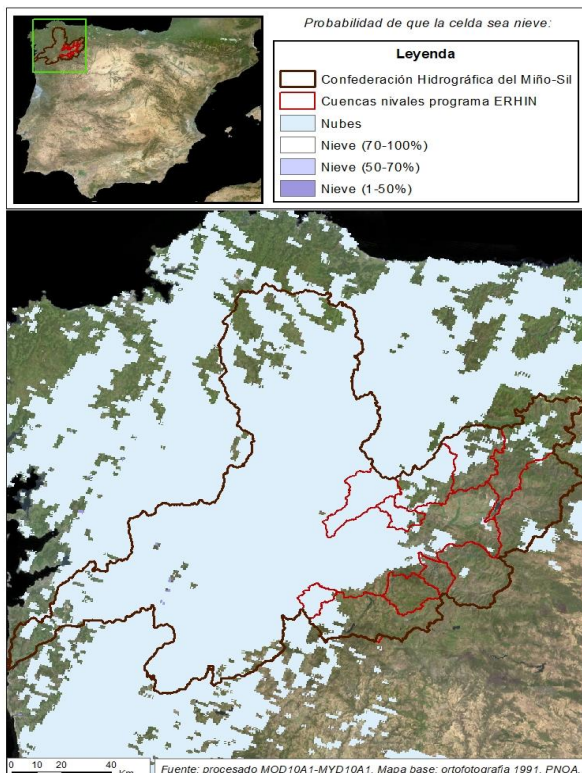 Probabilidad de que la celda sea nieve:
Leyenda
Confederación Hidrográfica del Miño-Sil
Cuencas nivales programa ERHIN
Nubes
Nieve (70-100%)
Nieve (50-70%)
Nieve (1-50%)
0 10 20 40
Km
Fuente: procesado MOD10A1-MYD10A1. Mapa base: ortofotografía 1991, PNOA